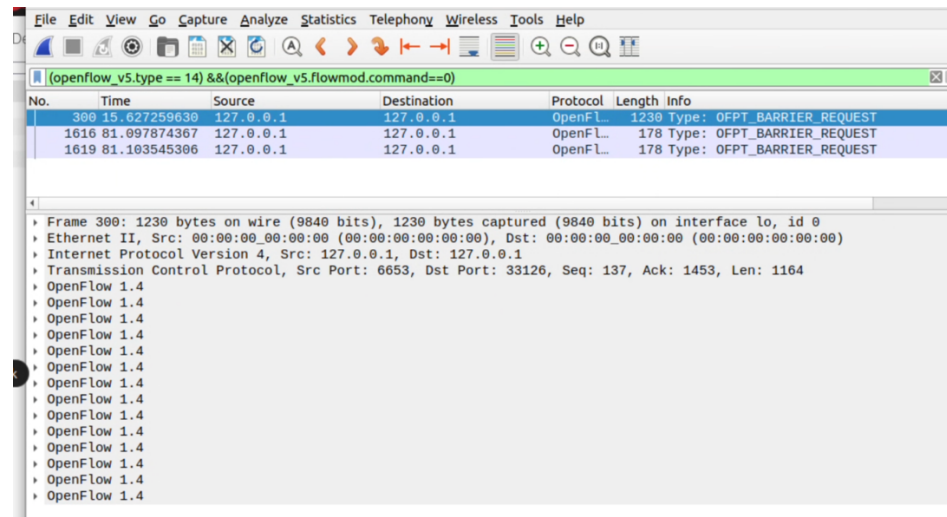 De
File Edit View Go Capture Analyze Statistics Telephony Wireless Tools Help
(openflow_v5.type == 14) &&(openflow_v5.flowmod.command==0)
No. Time Source Destination Protocol Length Info
300 15.627259630 127.0.0.1 127.0.0.1 OpenFl… 1230 Type: OFPT_BARRIER_REQUEST
1616 81.097874367 127.0.0.1 127.0.0.1 OpenFl… 178 Type: OFPT_BARRIER_REQUEST
1619 81.103545306 127.0.0.1 127.0.0.1 OpenFl… 178 Type: OFPT_BARRIER_REQUEST
Frame 300: 1230 bytes on wire (9840 bits), 1230 bytes captured (9840 bits) on interface lo, id 0
Ethernet II, Src: 00:00:00_00:00:00 (00:00:00:00:00:00), Dst: 00:00:00_00:00:00 (00:00:00:00:00:00)
Internet Protocol Version 4, Src: 127.0.0.1, Dst: 127.0.0.1
Transmission Control Protocol, Src Port: 6653, Dst Port: 33126, Seq: 137, Ack: 1453, Len: 1164
OpenFlow 1.4
OpenFlow 1.4
OpenFlow 1.4
OpenFlow 1.4
OpenFlow 1.4
OpenFlow 1.4
OpenFlow 1.4
OpenFlow 1.4
OpenFlow 1.4
OpenFlow 1.4
OpenFlow 1.4
OpenFlow 1.4
OpenFlow 1.4
OpenFlow 1.4